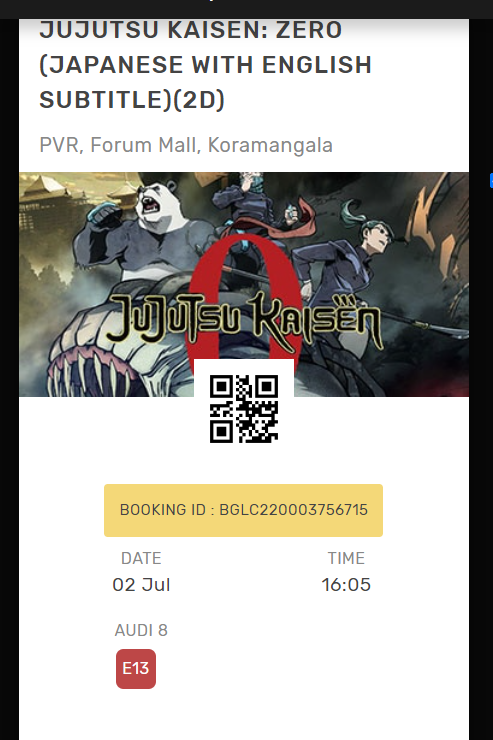 JUJUTSU KAISEN: ZERO
(JAPANESE WITH ENGLISH
SUBTITLE)(2D)
PVR, Forum Mall, Koramangala
0
JUJUTSU KAISEN
BOOKING ID : BGLC220003756715
DATE TIME
02 Jul 16:05
AUDI 8
E13